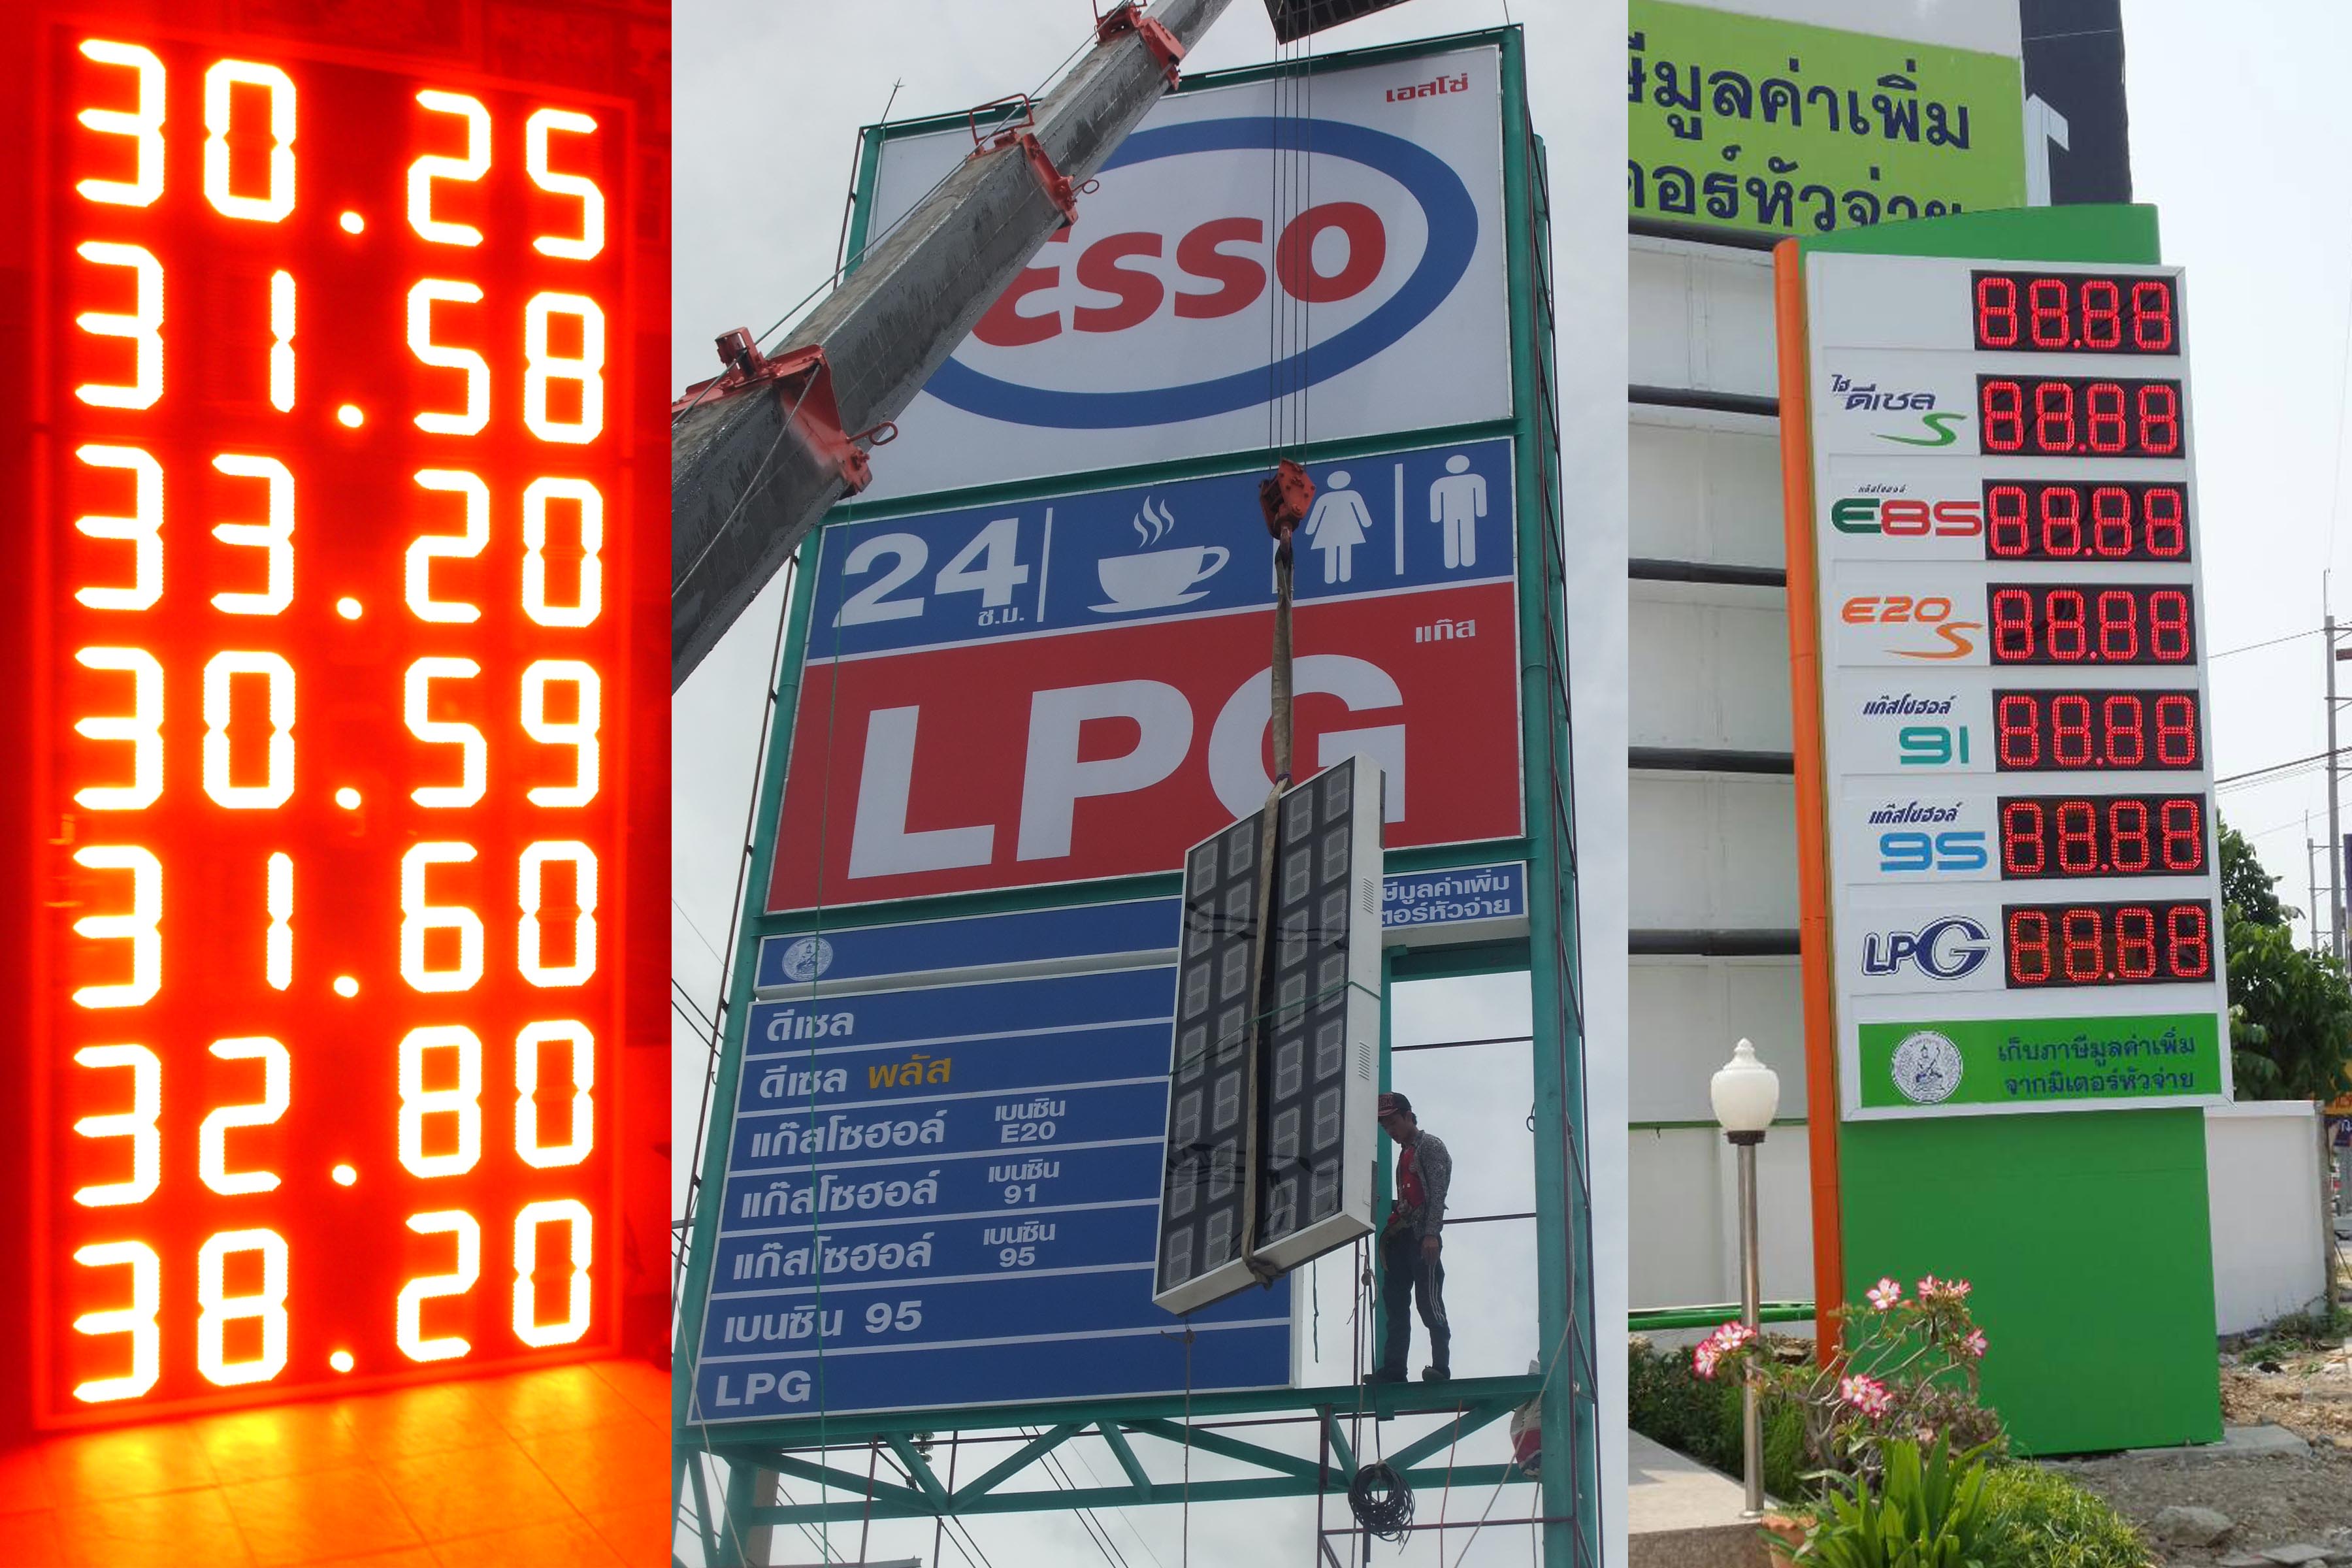 30.25
31.58
33.20
30.59
31.60
32.80
38.20
เอสโซ่
Esso
24
ช.ม.
แก๊ส
LPG
ษีมูลค่าเพิ่ม
ตอร์หัวจ่าย
ดีเซล
ดีเซล พลัส
แก๊สโซฮอล์ เบนซิน E20
แก๊สโซฮอล์ เบนซิน 91
แก๊สโซฮอล์ เบนซิน 95
เบนซิน 95
LPG
ษีมูลค่าเพิ่ม
ตอร์หัวจ่าย
88.88
ไฮ
ดีเซล S 88.88
แก๊สโซฮอล์
E85 88.88
E20 S 88.88
แก๊สโซฮอล์
91 88.88
แก๊สโซฮอล์
95 88.88
LPG 88.88
เก็บภาษีมูลค่าเพิ่ม
จากมิเตอร์หัวจ่าย